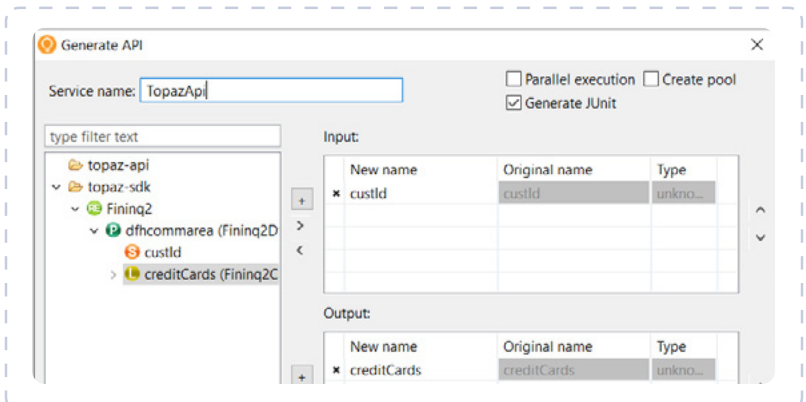 Generate API
Service name: TopazApi
Parallel execution Create pool
Generate JUnit
type filter text
topaz-api
topaz-sdk
Fininq2
dfhcommarea (Fininq2D
custId
creditCards (Fininq2C
Input:
New name Original name Type
custId custId unkno...
Output:
New name Original name Type
creditCards creditCards unkno...